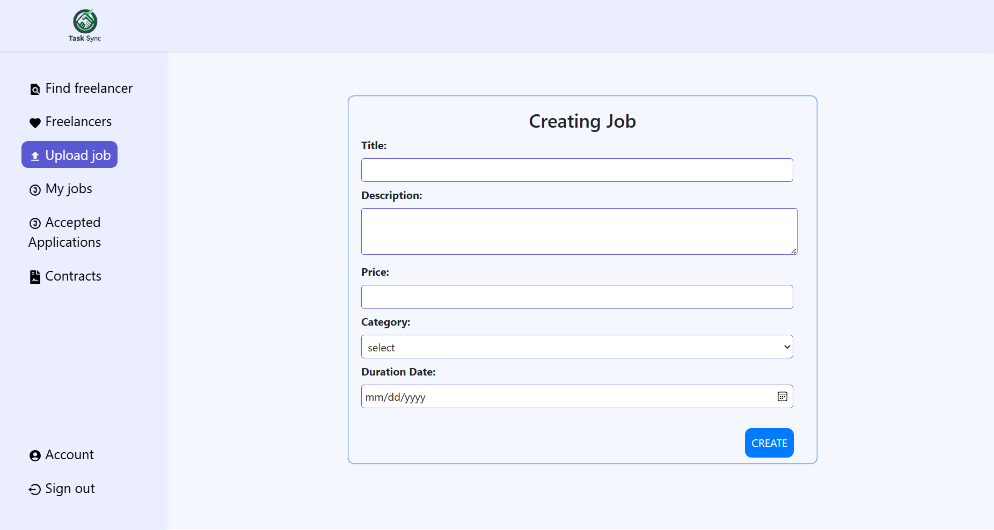 Task Sync
Find freelancer
Freelancers
Upload job
My jobs
Accepted
Applications
Contracts
Account
Sign out
Creating Job
Title:
Description:
Price:
Category:
select
Duration Date:
mm/dd/yyyy
CREATE